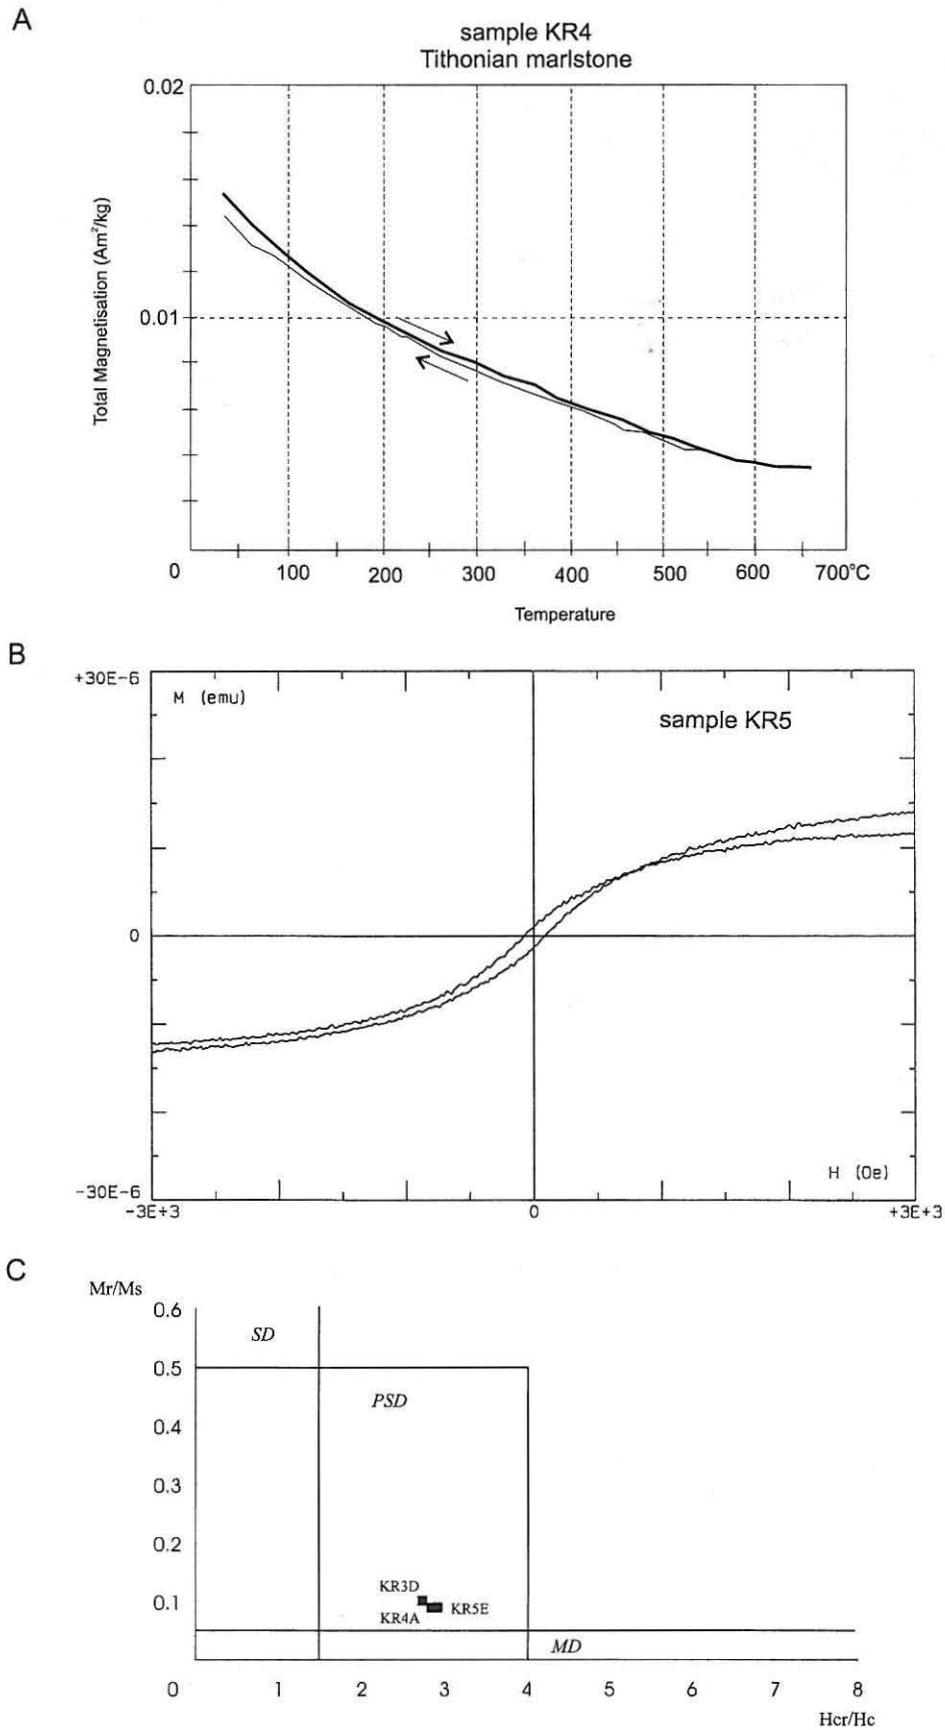 A
sample KR4
Tithonian marlstone
0.02
0.01
Total Magnetisation (Am²/kg)
0 100 200 300 400 500 600 700°C
Temperature
B
+30E-6
M (emu)
sample KR5
0
H (Oe)
-30E-6
-3E+3 0 +3E+3
C
Mr/Ms
0.6
SD
0.5
PSD
0.4
0.3
0.2
KR3D
0.1
KR5E
KR4A
MD
0 1 2 3 4 5 6 7 8
Hcr/Hc